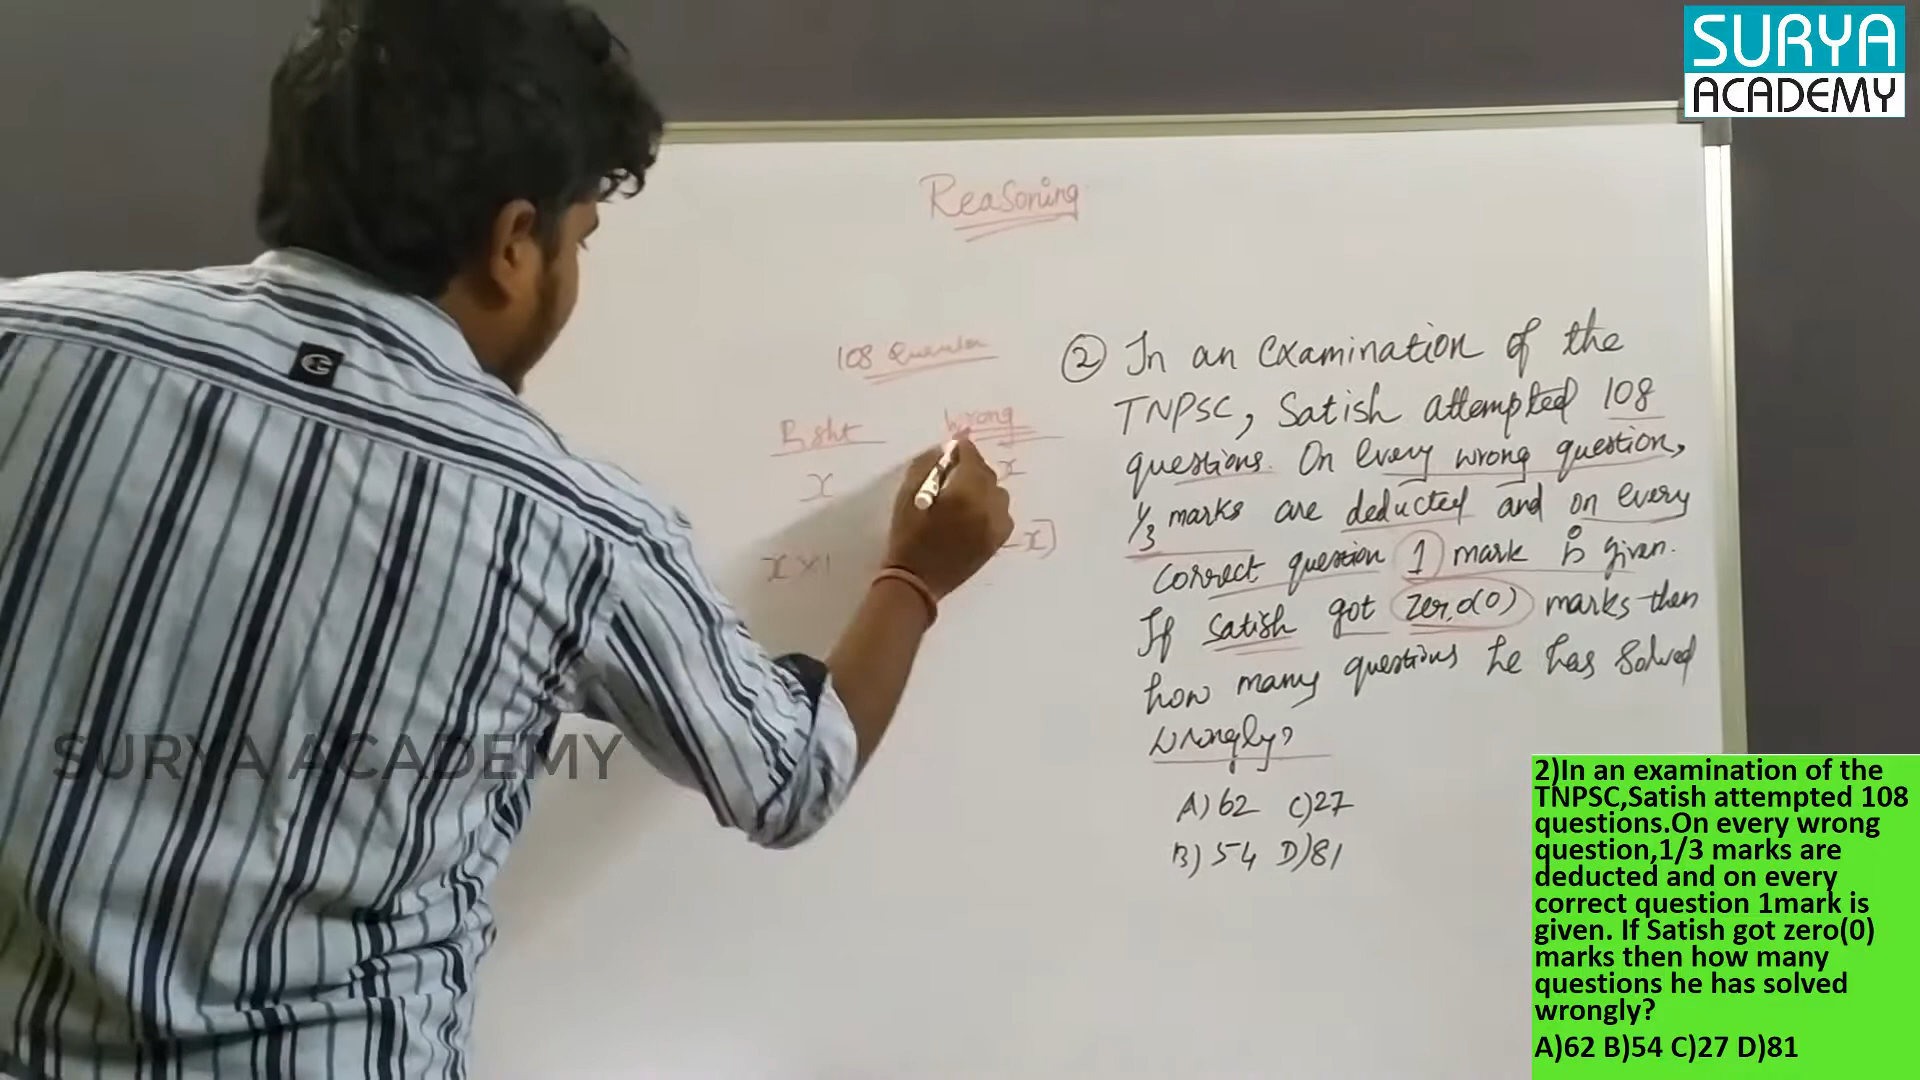 SURYA
ACADEMY
Reasoning
108
Right Wrong
x x
x × 1 - x)
② In an examination of the
TNPSC, Satish attempted 108
questions. On every wrong question,
1/3 marks are deducted and on every
Correct question 1 mark is given.
If Satish got zero(0) marks then
how many questions he has solved
wrongly?
A) 62 C) 27
B) 54 D) 81
SURYA ACADEMY
2)In an examination of the
TNPSC,Satish attempted 108
questions.On every wrong
question,1/3 marks are
deducted and on every
correct question 1mark is
given. If Satish got zero(0)
marks then how many
questions he has solved
wrongly?
A)62 B)54 C)27 D)81